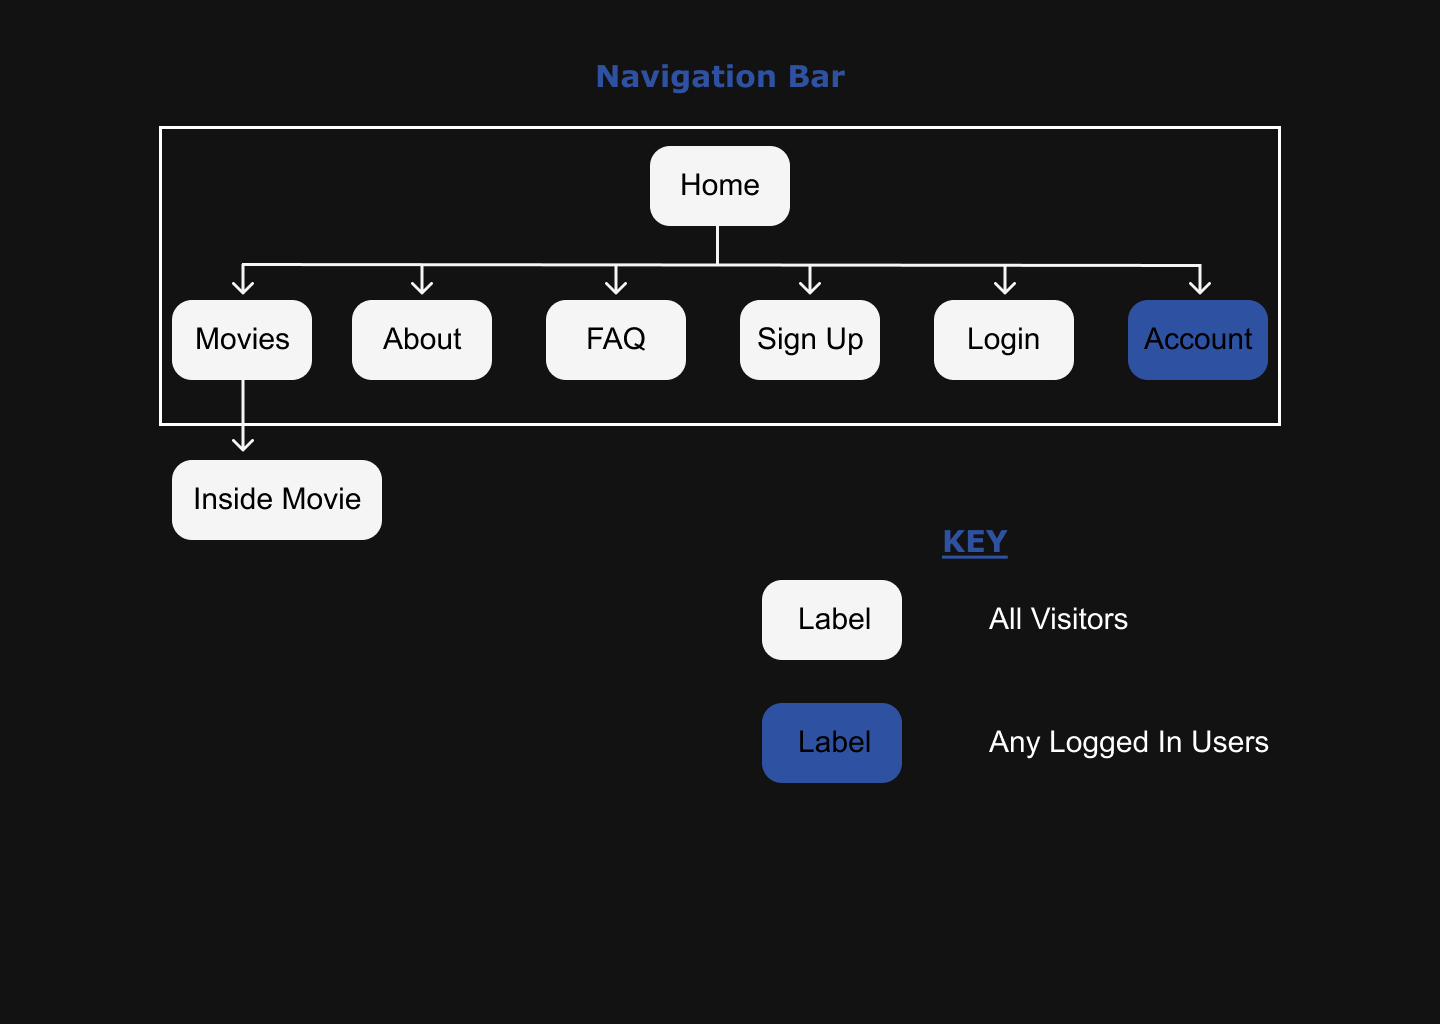 Navigation Bar
Home
Movies
About
FAQ
Sign Up
Login
Account
Inside Movie
KEY
Label
All Visitors
Label
Any Logged In Users